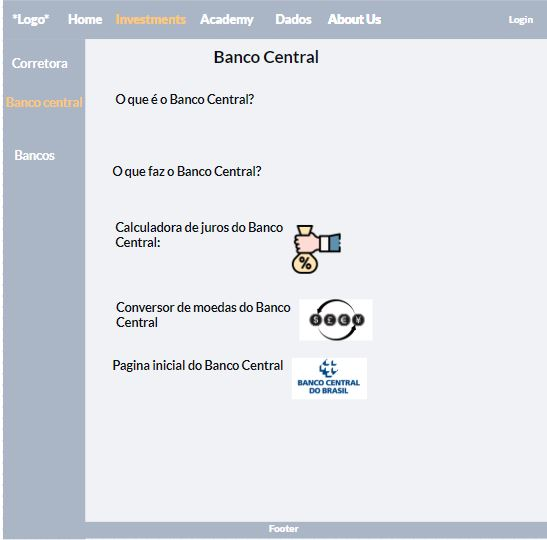 *Logo* Home Investments Academy Dados About Us Login
Corretora
Banco central
Bancos
Banco Central
O que é o Banco Central?
O que faz o Banco Central?
Calculadora de juros do Banco
Central:
%
Conversor de moedas do Banco
Central
$ £ € ¥
Pagina inicial do Banco Central
BANCO CENTRAL
DO BRASIL
Footer